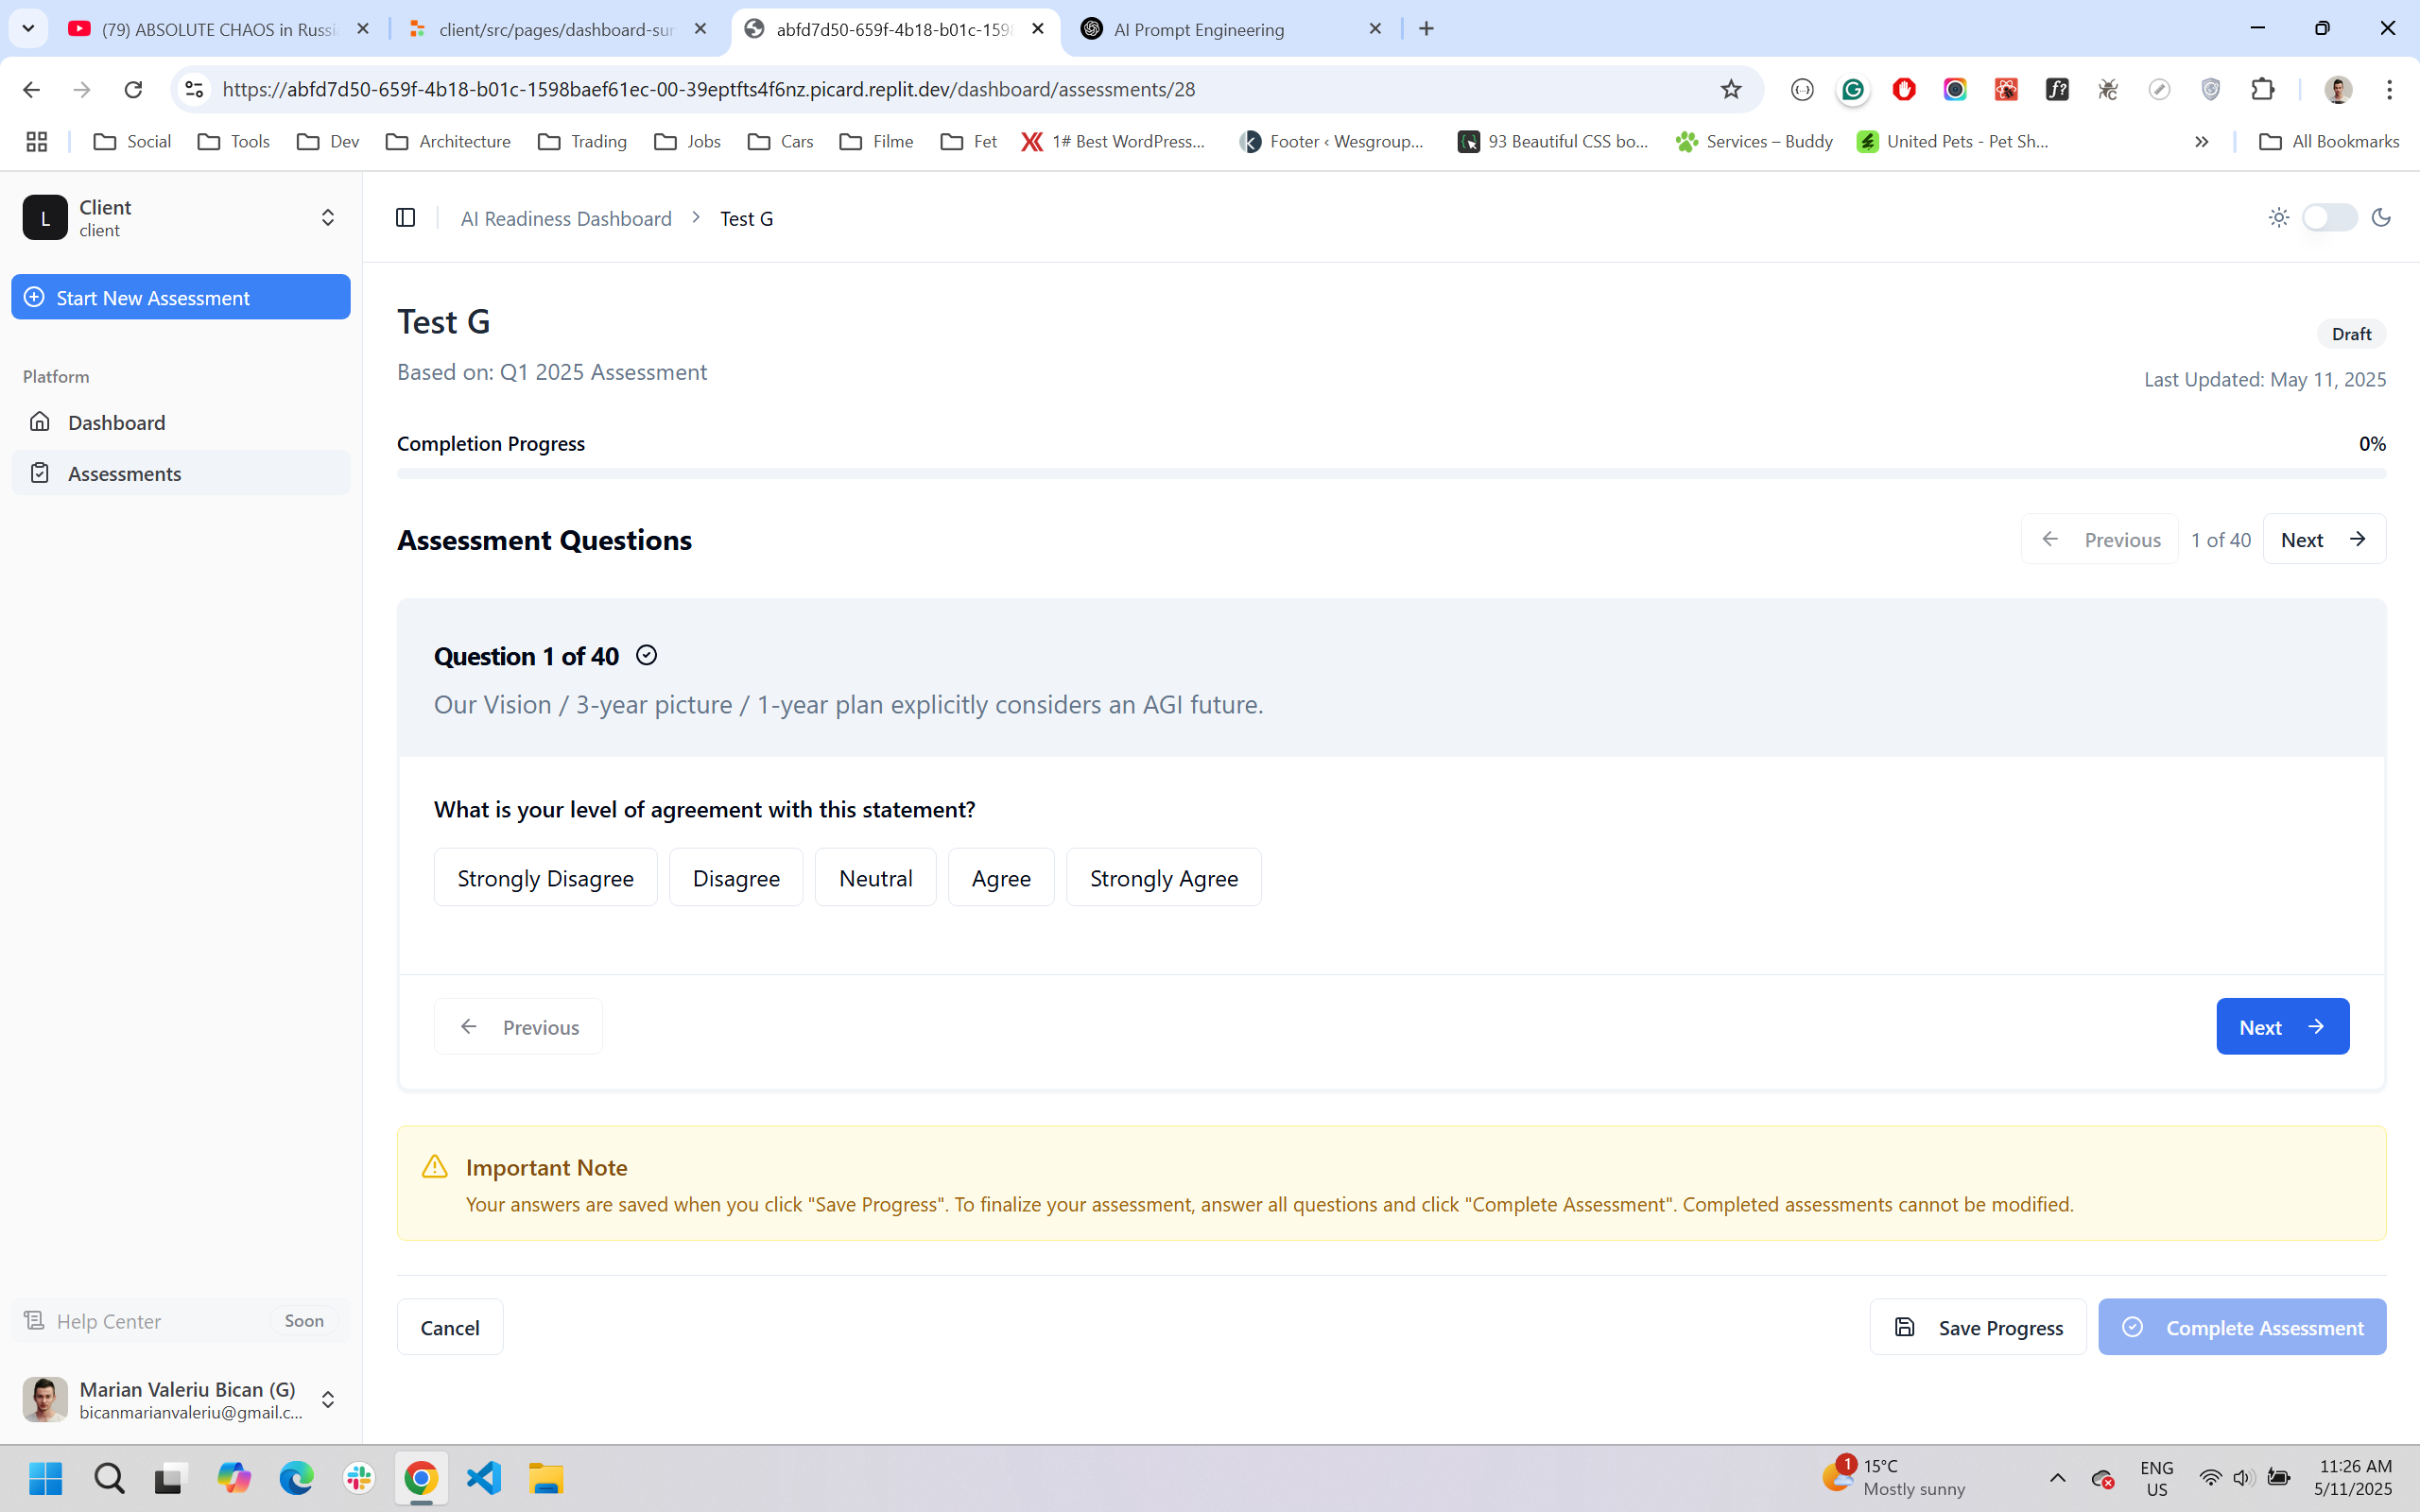 (79) ABSOLUTE CHAOS in Russi
client/src/pages/dashboard-sur
abfd7d50-659f-4b18-b01c-1598
AI Prompt Engineering
https://abfd7d50-659f-4b18-b01c-1598baef61ec-00-39eptfts4f6nz.picard.replit.dev/dashboard/assessments/28
Social
Tools
Dev
Architecture
Trading
Jobs
Cars
Filme
Fet
1# Best WordPress...
Footer ‹ Wesgroup...
93 Beautiful CSS bo...
Services – Buddy
United Pets - Pet Sh...
All Bookmarks
L
Client
client
AI Readiness Dashboard
Test G
Start New Assessment
Platform
Dashboard
Assessments
Test G
Draft
Based on: Q1 2025 Assessment
Last Updated: May 11, 2025
Completion Progress
0%
Assessment Questions
Previous
1 of 40
Next
Question 1 of 40
Our Vision / 3-year picture / 1-year plan explicitly considers an AGI future.
What is your level of agreement with this statement?
Strongly Disagree
Disagree
Neutral
Agree
Strongly Agree
Previous
Next
Important Note
Your answers are saved when you click "Save Progress". To finalize your assessment, answer all questions and click "Complete Assessment". Completed assessments cannot be modified.
Cancel
Save Progress
Complete Assessment
Help Center
Soon
Marian Valeriu Bican (G)
bicanmarianvaleriu@gmail.c...
1
15°C
Mostly sunny
ENG
US
11:26 AM
5/11/2025